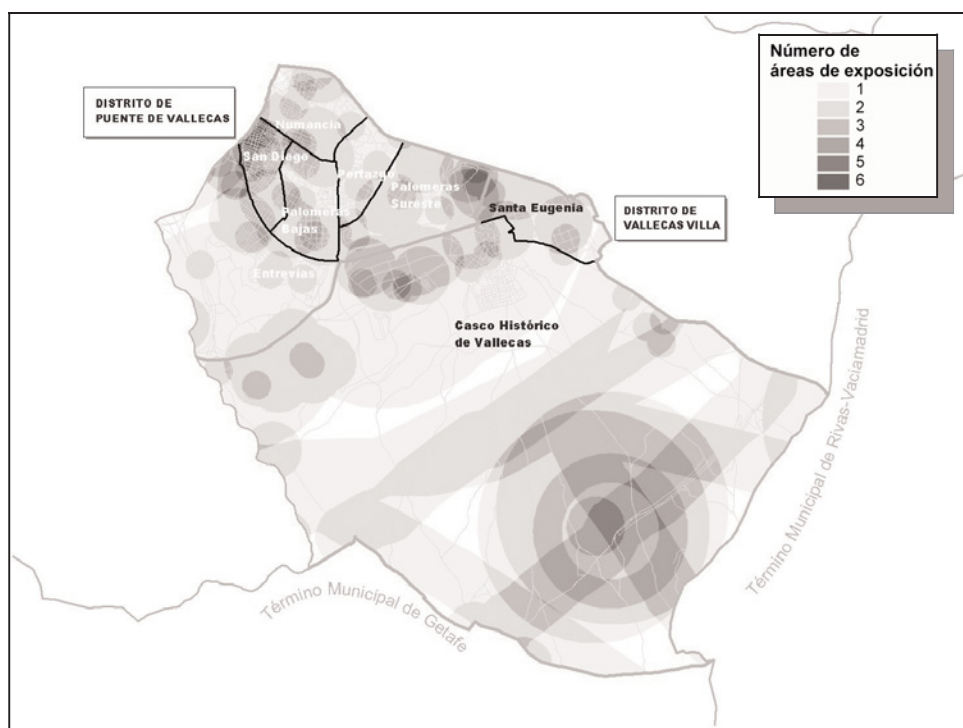 Número de
áreas de exposición
1
2
3
4
5
6
DISTRITO DE
PUENTE DE VALLECAS
Numancia
San Diego
Portazgo
Palomeras
Sureste
Palomeras
Bajas
Santa Eugenia
DISTRITO DE
VALLECAS VILLA
Entrevías
Casco Histórico
de Vallecas
Término Municipal de Rivas-Vaciamadrid
Término Municipal de Getafe